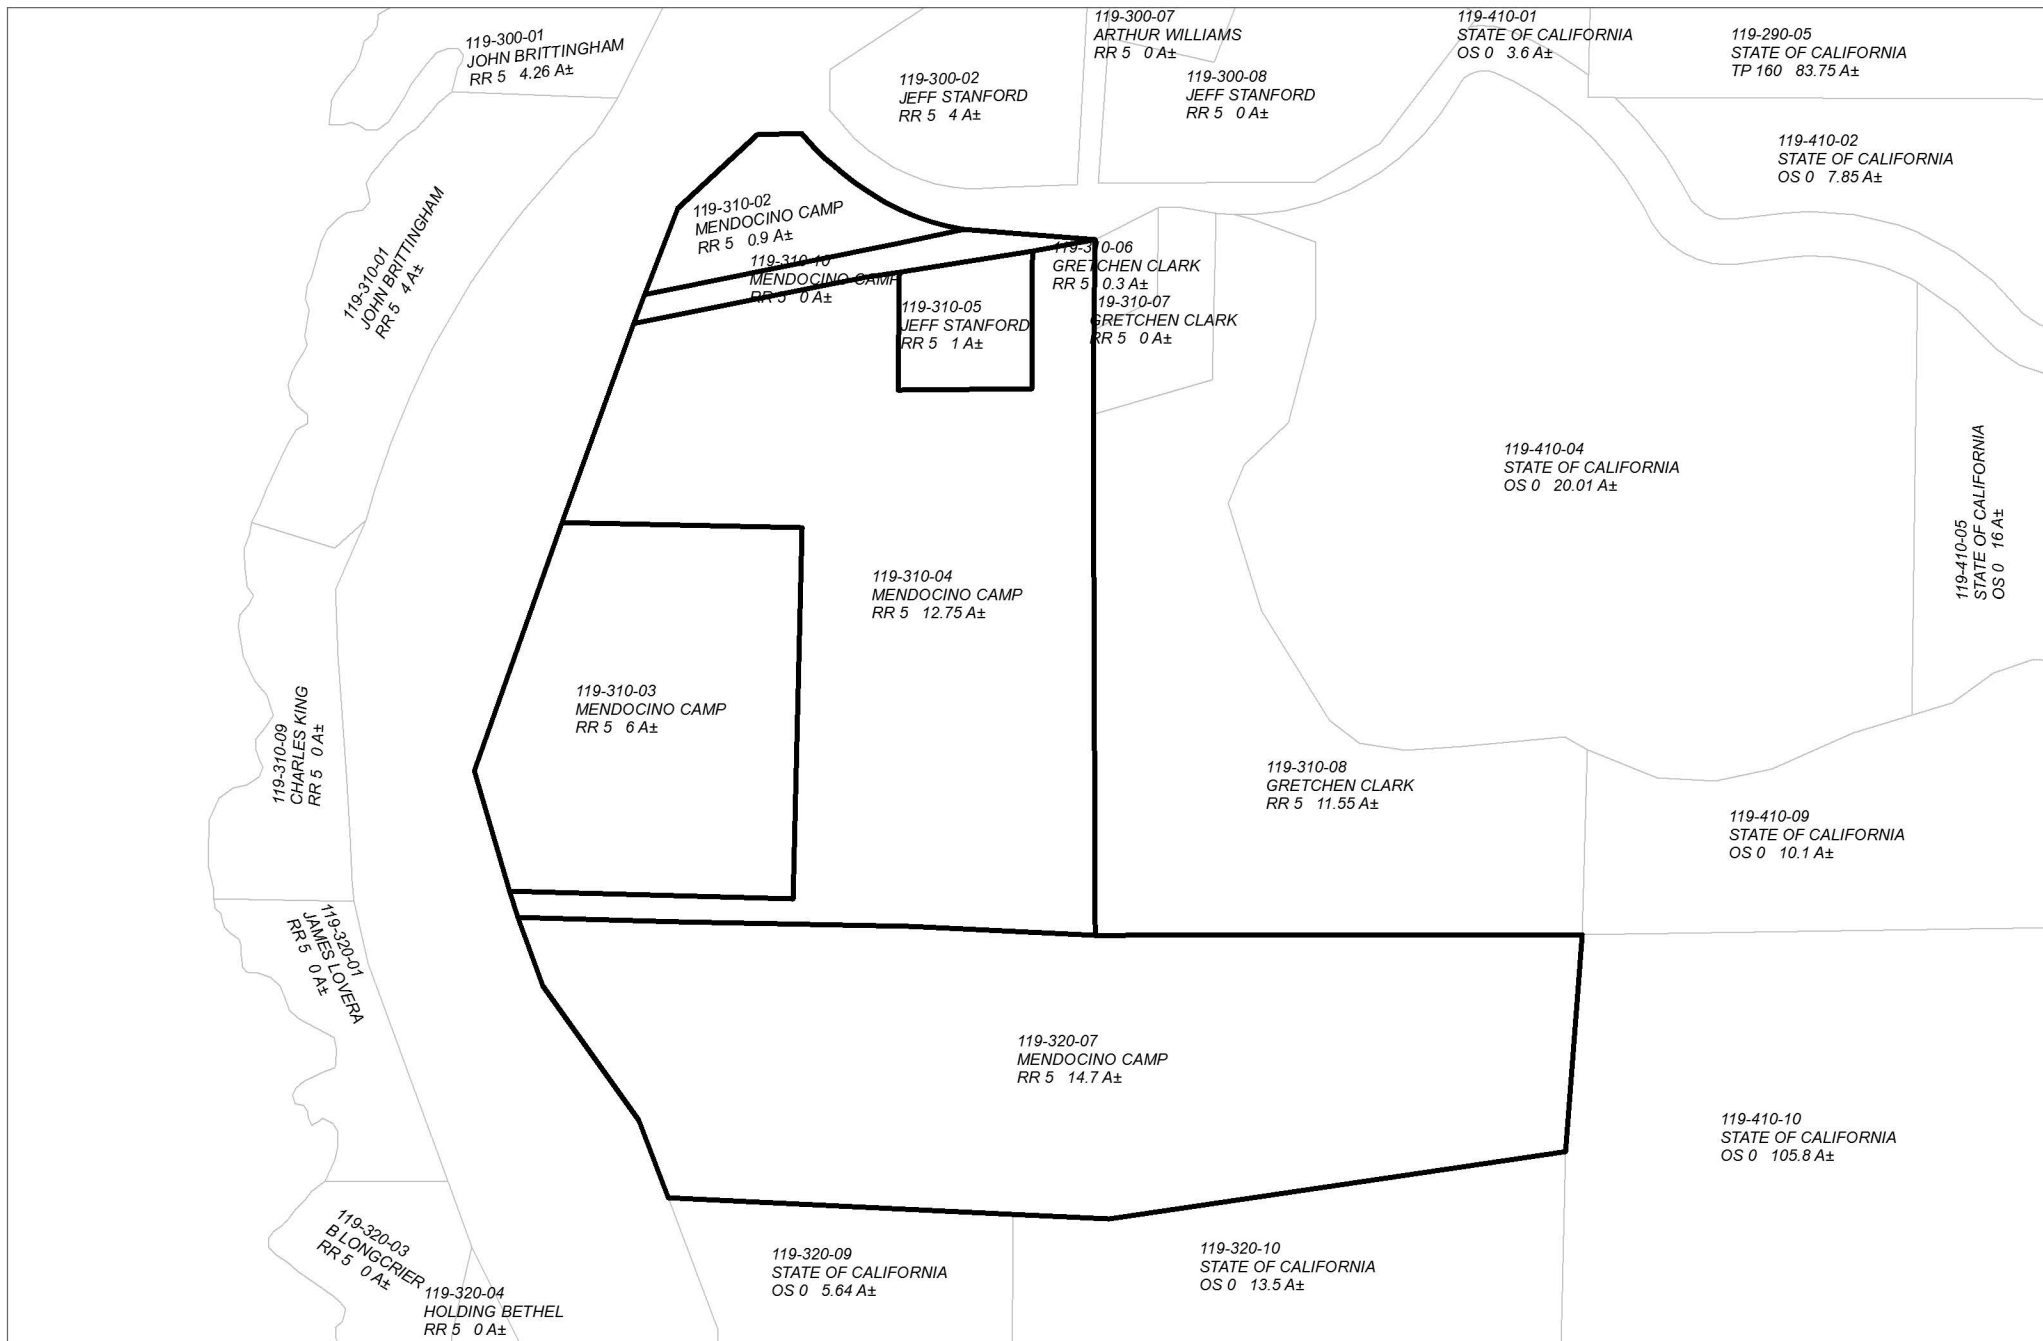 119-300-01
JOHN BRITTINGHAM
RR 5 4.26 A±
119-300-07
ARTHUR WILLIAMS
RR 5 0 A±
119-410-01
STATE OF CALIFORNIA
OS 0 3.6 A±
119-290-05
STATE OF CALIFORNIA
TP 160 83.75 A±
119-300-02
JEFF STANFORD
RR 5 4 A±
119-300-08
JEFF STANFORD
RR 5 0 A±
119-410-02
STATE OF CALIFORNIA
OS 0 7.85 A±
119-310-01
JOHN BRITTINGHAM
RR 5 4 A±
119-310-02
MENDOCINO CAMP
RR 5 0.9 A±
119-310-10
MENDOCINO CAMP
RR 5 0 A±
119-310-06
GRETCHEN CLARK
RR 5 0.3 A±
119-310-05
JEFF STANFORD
RR 5 1 A±
19-310-07
GRETCHEN CLARK
RR 5 0 A±
119-410-04
STATE OF CALIFORNIA
OS 0 20.01 A±
119-410-05
STATE OF CALIFORNIA
OS 0 16 A±
119-310-04
MENDOCINO CAMP
RR 5 12.75 A±
119-310-03
MENDOCINO CAMP
RR 5 6 A±
119-310-09
CHARLES KING
RR 5 0 A±
119-310-08
GRETCHEN CLARK
RR 5 11.55 A±
119-410-09
STATE OF CALIFORNIA
OS 0 10.1 A±
119-320-01
JAMES LOVERA
RR 5 0 A±
119-320-07
MENDOCINO CAMP
RR 5 14.7 A±
119-410-10
STATE OF CALIFORNIA
OS 0 105.8 A±
119-320-03
B LONGCRIER
RR 5 0 A±
119-320-04
HOLDING BETHEL
RR 5 0 A±
119-320-09
STATE OF CALIFORNIA
OS 0 5.64 A±
119-320-10
STATE OF CALIFORNIA
OS 0 13.5 A±